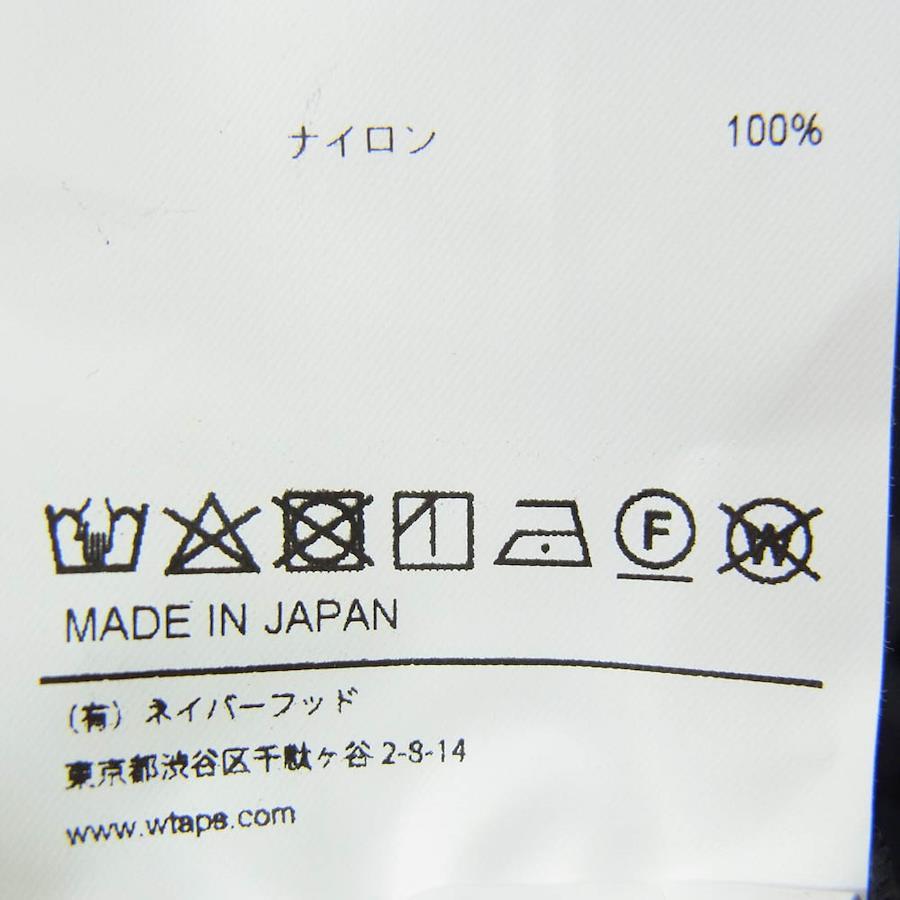 ナイロン 100%
F W
MADE IN JAPAN
(有) ネイバーフッド
東京都渋谷区千駄ヶ谷 2-8-14
www.wtaps.com